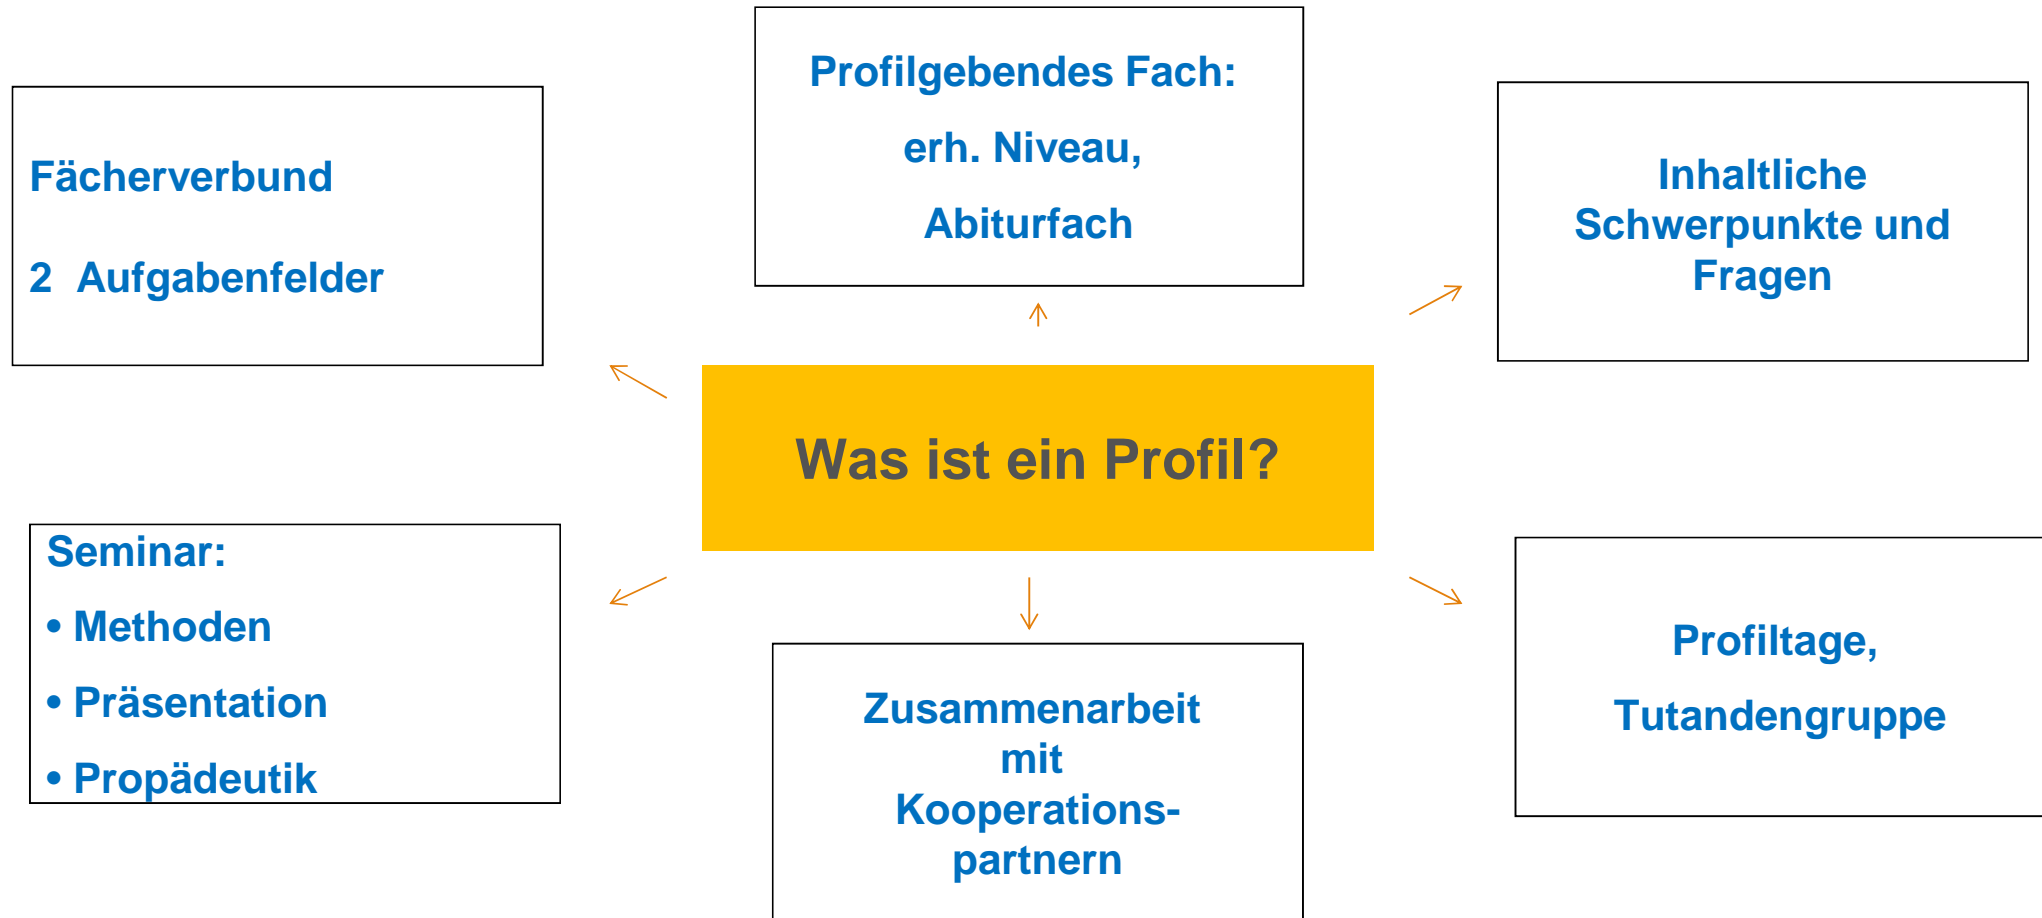 Profilgebendes Fach:
erh. Niveau,
Abiturfach
Fächerverbund
2 Aufgabenfelder
Inhaltliche
Schwerpunkte und
Fragen
Was ist ein Profil?
Seminar:
• Methoden
• Präsentation
• Propädeutik
Zusammenarbeit
mit
Kooperations-
partnern
Profiltage,
Tutandengruppe